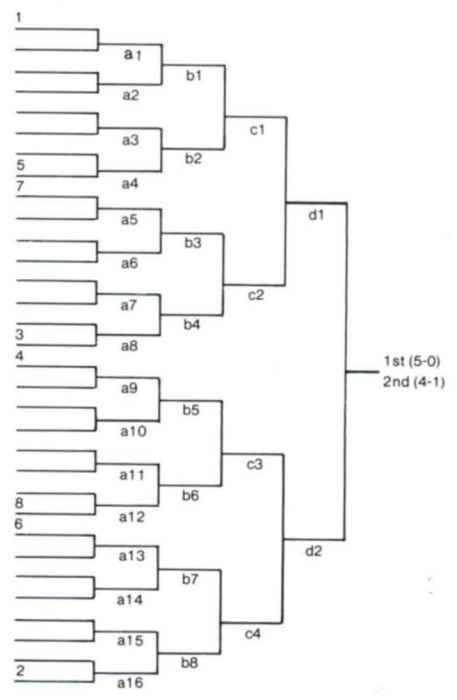 1
a1
b1
a2
c1
a3
b2
5
a4
7
d1
a5
b3
a6
c2
a7
b4
3
a8
4
1st (5-0)
2nd (4-1)
a9
b5
a10
c3
a11
b6
8
a12
6
d2
a13
b7
a14
c4
a15
b8
2
a16